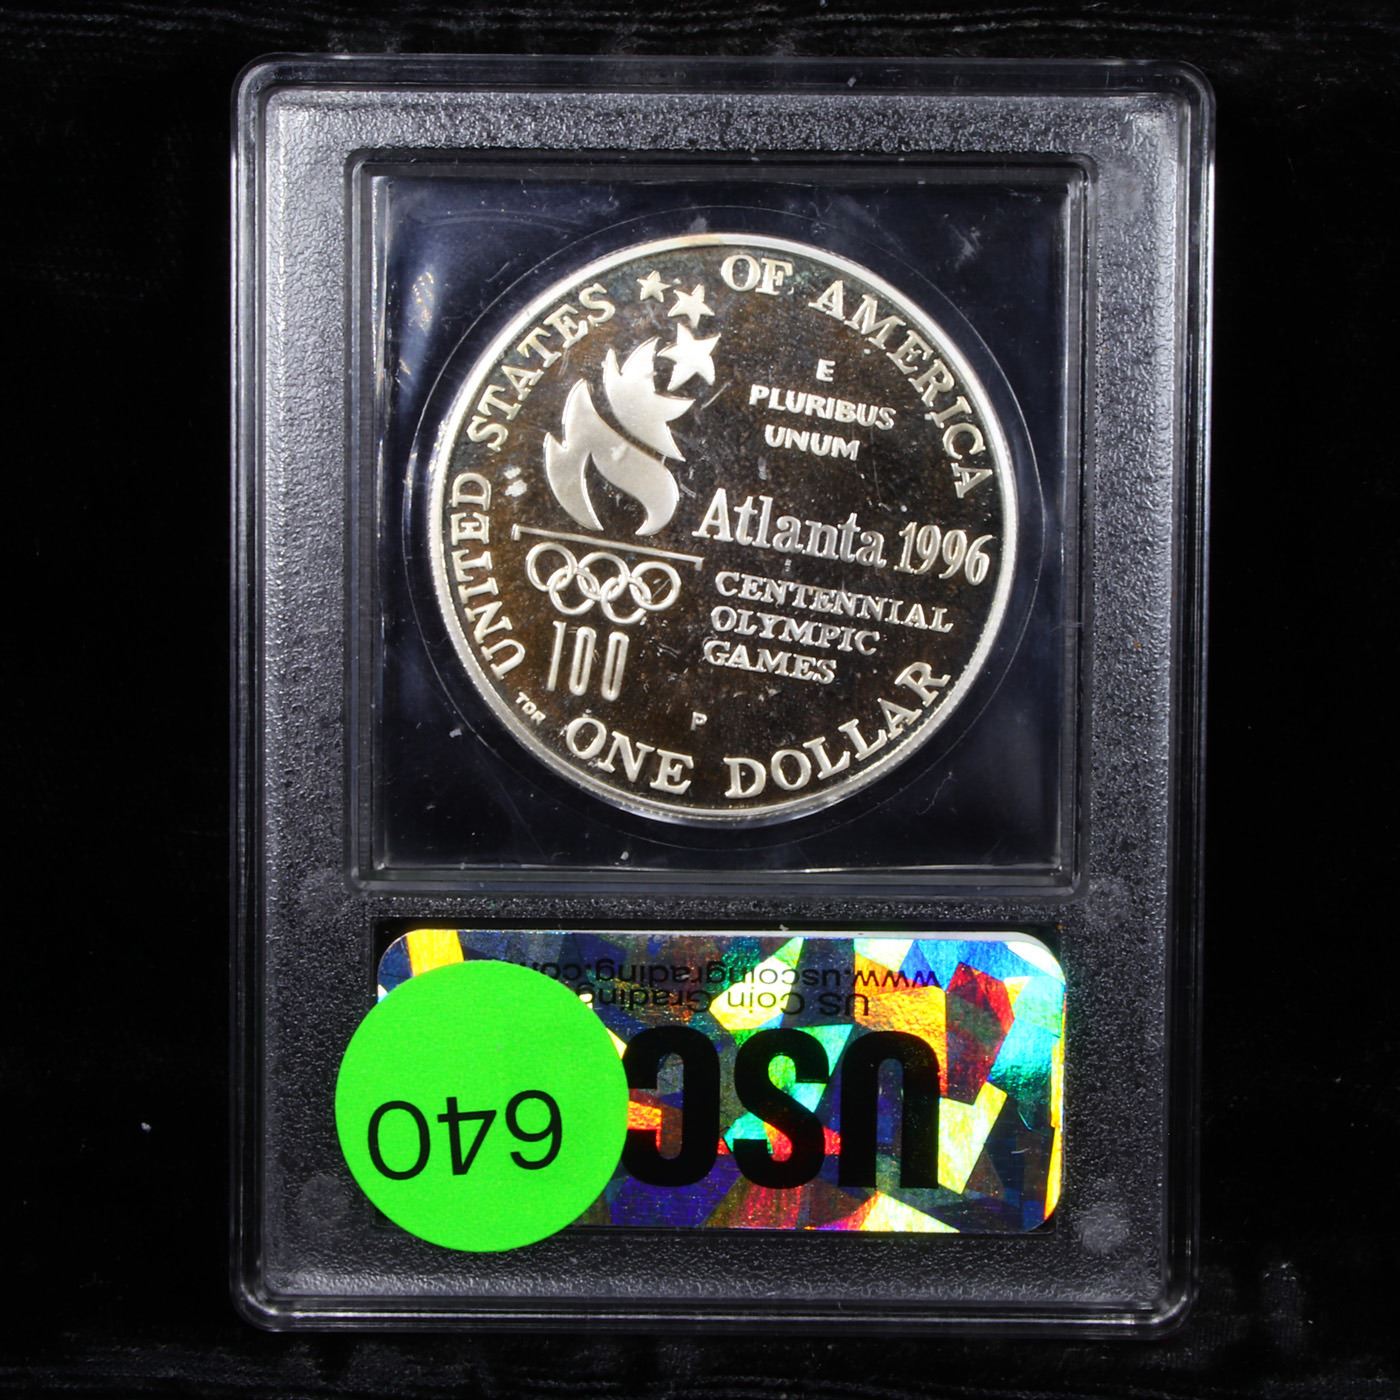 UNITED STATES OF AMERICA
E
PLURIBUS
UNUM
Atlanta 1996
CENTENNIAL
OLYMPIC
GAMES
100
TDR
P
ONE DOLLAR
www.uscoingrading.com
US Coin Grading
USC
640